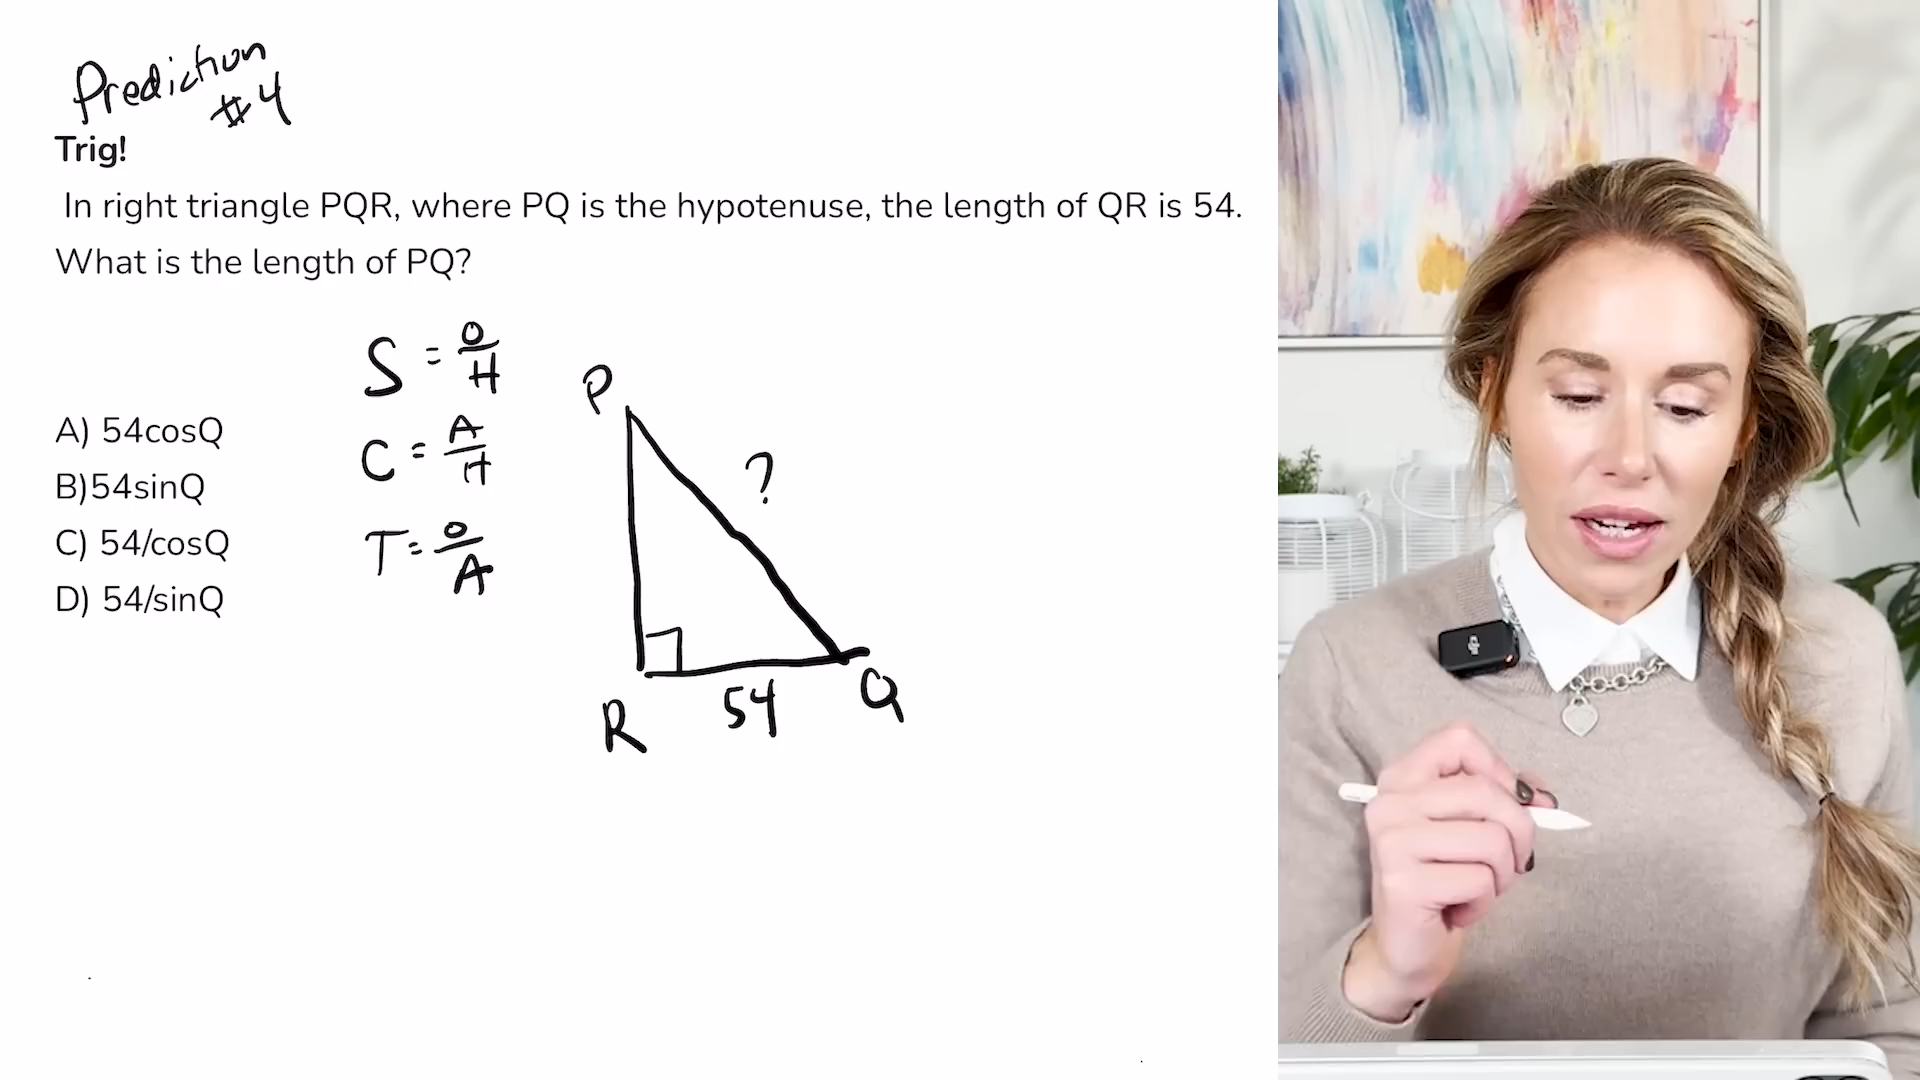 Prediction
#4
Trig!
In right triangle PQR, where PQ is the hypotenuse, the length of QR is 54.
What is the length of PQ?
S = O/H
C = A/H
T = O/A
A) 54cosQ
B)54sinQ
C) 54/cosQ
D) 54/sinQ
P
?
R
54
Q
dji